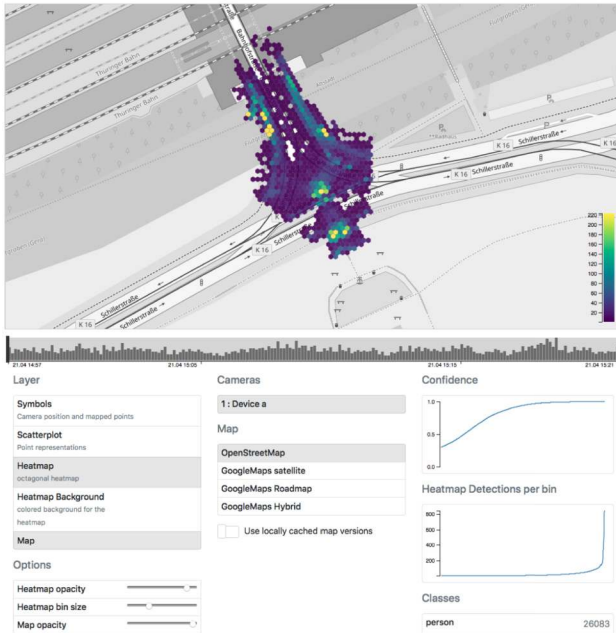 Thüringer Bahn
Thüringer Bahn
Schillerstraße
K 16
K 16
Schillerstraße
K 16
Schillerstraße
Schillerstraße
Schillerstraße
K 16
220
200
180
160
140
120
100
80
60
40
20
0
21.04 14:57
21.04 15:05
21.04 15:15
21.04 15:21
Layer
Symbols
Camera position and mapped points
Scatterplot
Point representations
Heatmap
octagonal heatmap
Heatmap Background
colored background for the
heatmap
Map
Options
Heatmap opacity
Heatmap bin size
Map opacity
Cameras
1 : Device a
Map
OpenStreetMap
GoogleMaps satellite
GoogleMaps Roadmap
GoogleMaps Hybrid
Use locally cached map versions
Confidence
1.0
0.5
0.0
Heatmap Detections per bin
800
600
400
200
Classes
person 26083